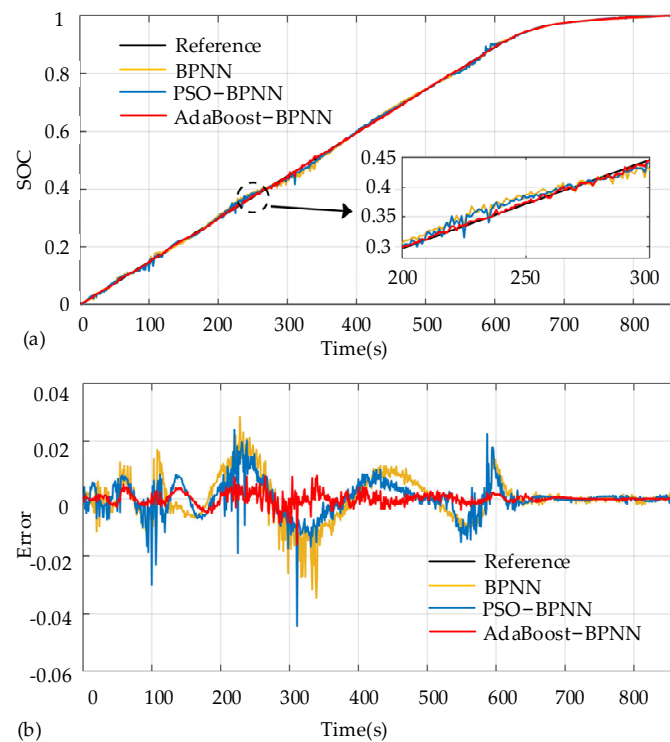 1
0.8
0.6
0.4
0.2
0
SOC
Reference
BPNN
PSO−BPNN
AdaBoost−BPNN
0.45
0.4
0.35
0.3
200 250 300
0 100 200 300 400 500 600 700 800
(a)
Time(s)
0.04
0.02
0
-0.02
-0.04
-0.06
Error
Reference
BPNN
PSO−BPNN
AdaBoost−BPNN
0 100 200 300 400 500 600 700 800
(b)
Time(s)